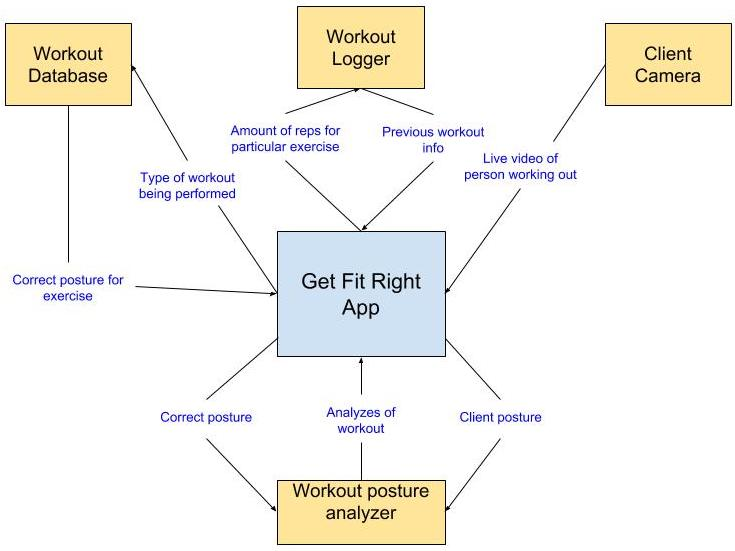 Workout
Database
Workout
Logger
Client
Camera
Amount of reps for
particular exercise
Previous workout
info
Live video of
person working out
Type of workout
being performed
Correct posture for
exercise
Get Fit Right
App
Correct posture
Analyzes of
workout
Client posture
Workout posture
analyzer